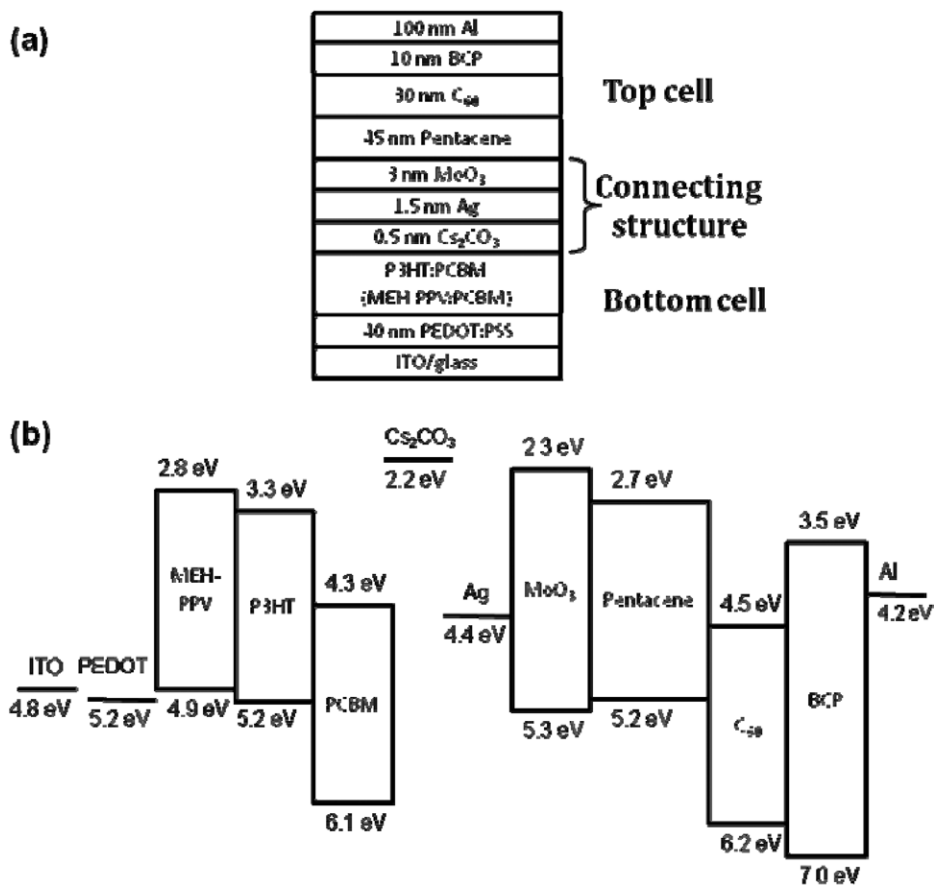 (a)
100 nm Al
10 nm BCP
30 nm C₆₀
Top cell
45 nm Pentacene
3 nm MoO₃
1.5 nm Ag
0.5 nm Cs₂CO₃
Connecting
structure
P3HT:PCBM
(MEH PPV:PCBM)
Bottom cell
40 nm PEDOT:PSS
ITO/glass
(b)
Cs₂CO₃
2.2 eV
2.8 eV
3.3 eV
MEH-
PPV
P3HT
4.3 eV
PCBM
ITO
PEDOT
4.8 eV
5.2 eV
4.9 eV
5.2 eV
6.1 eV
2.3 eV
2.7 eV
3.5 eV
Ag
4.4 eV
MoO₃
Pentacene
4.5 eV
Al
4.2 eV
5.3 eV
5.2 eV
C₆₀
BCP
6.2 eV
7.0 eV